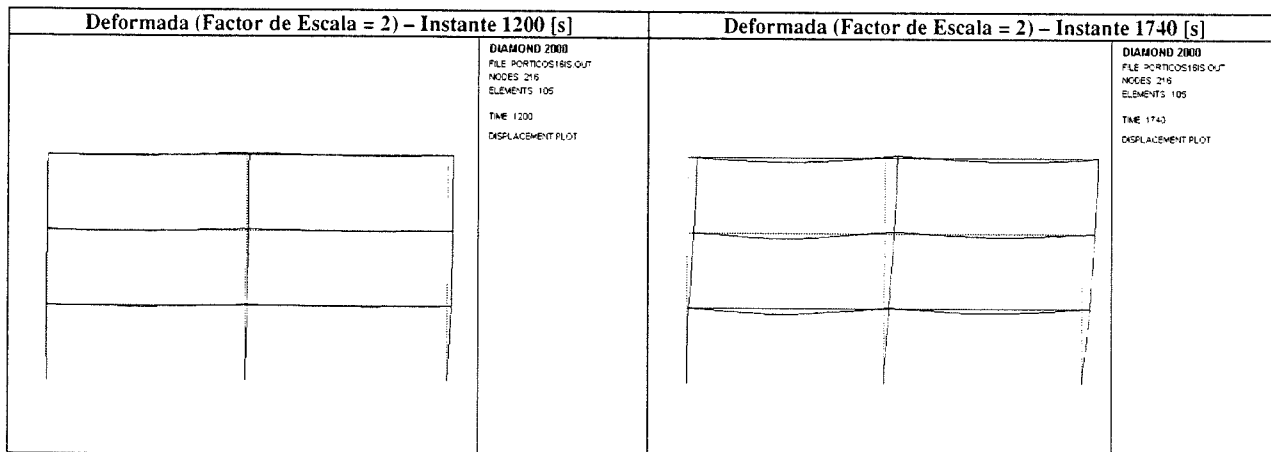 Deformada (Factor de Escala = 2) – Instante 1200 [s]
DIAMOND 2000
FILE PORTICOS16IS.OUT
NODES 216
ELEMENTS 105
TIME 1200
DISPLACEMENT PLOT
Deformada (Factor de Escala = 2) – Instante 1740 [s]
DIAMOND 2000
FILE PORTICOS16IS.OUT
NODES 216
ELEMENTS 105
TIME 1740
DISPLACEMENT PLOT